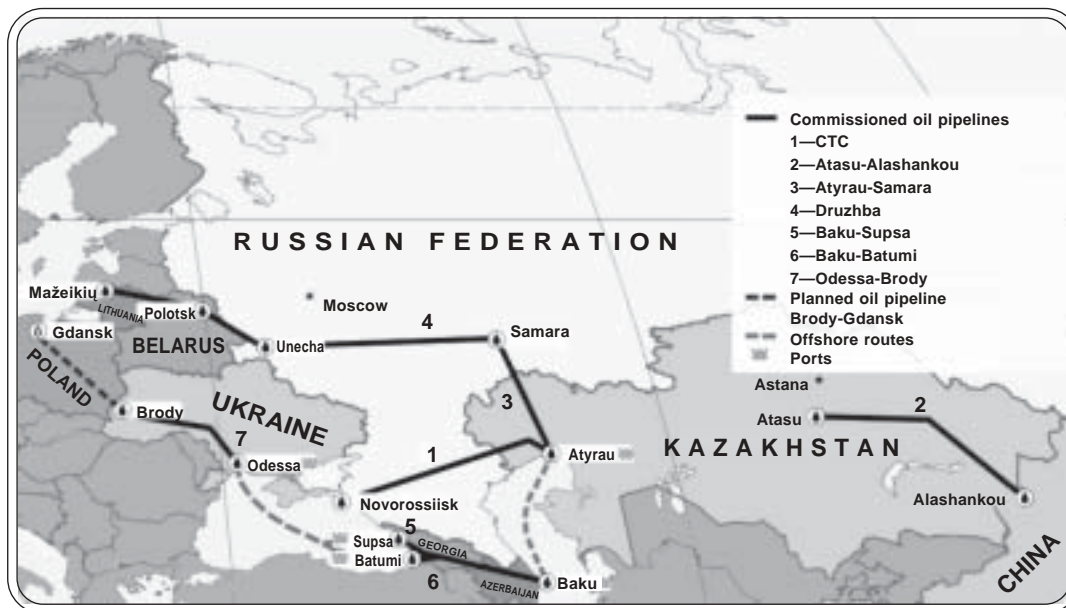 Commissioned oil pipelines
1—CTC
2—Atasu-Alashankou
3—Atyrau-Samara
4—Druzhba
5—Baku-Supsa
6—Baku-Batumi
7—Odessa-Brody
Planned oil pipeline
Brody-Gdansk
Offshore routes
Ports
RUSSIAN FEDERATION
Mažeikių
LITHUANIA
Polotsk
Moscow
Gdansk
BELARUS
Unecha
4
Samara
POLAND
Astana
Brody
UKRAINE
3
Atasu
2
7
Odessa
1
Atyrau
KAZAKHSTAN
Novorossiisk
Alashankou
Supsa
5
GEORGIA
Batumi
6
AZERBAIJAN
Baku
CHINA